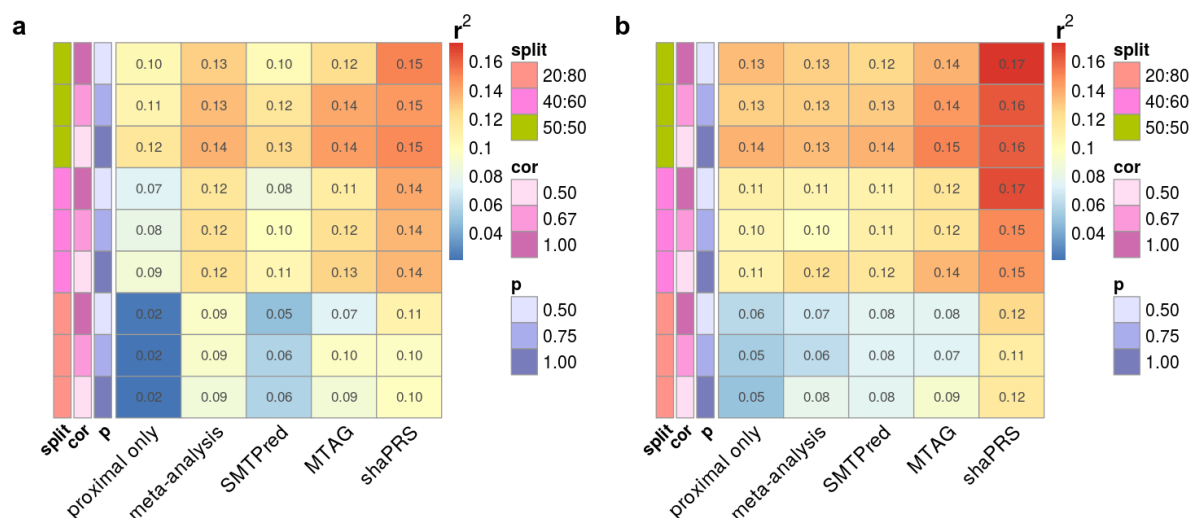 a
r2
0.10 0.13 0.10 0.12 0.15
0.11 0.13 0.12 0.14 0.15
0.12 0.14 0.13 0.14 0.15
0.07 0.12 0.08 0.11 0.14
0.08 0.12 0.10 0.12 0.14
0.09 0.12 0.11 0.13 0.14
0.02 0.09 0.05 0.07 0.11
0.02 0.09 0.06 0.10 0.10
0.02 0.09 0.06 0.09 0.10
split cor p proximal only meta-analysis SMTPred MTAG shaPRS
0.16
0.14
0.12
0.1
0.08
0.06
0.04
split
20:80
40:60
50:50
cor
0.50
0.67
1.00
p
0.50
0.75
1.00
b
r2
0.13 0.13 0.12 0.14 0.17
0.13 0.13 0.13 0.14 0.16
0.14 0.13 0.14 0.15 0.16
0.11 0.11 0.11 0.12 0.17
0.10 0.10 0.11 0.12 0.15
0.11 0.12 0.12 0.14 0.15
0.06 0.07 0.08 0.08 0.12
0.05 0.06 0.08 0.07 0.11
0.05 0.08 0.08 0.09 0.12
split cor p proximal only meta-analysis SMTPred MTAG shaPRS
0.16
0.14
0.12
0.1
0.08
0.06
0.04
split
20:80
40:60
50:50
cor
0.50
0.67
1.00
p
0.50
0.75
1.00